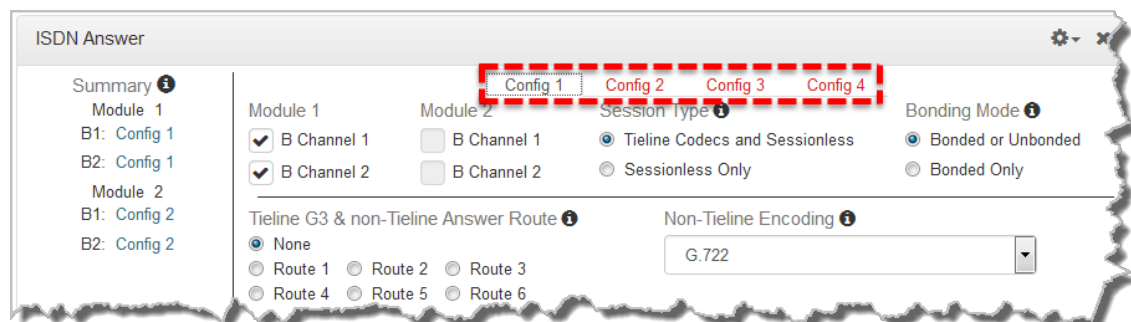 ISDN Answer
Summary
Module 1
B1: Config 1
B2: Config 1
Module 2
B1: Config 2
B2: Config 2
Config 1 Config 2 Config 3 Config 4
Module 1 Module 2 Session Type Bonding Mode
B Channel 1 B Channel 1 Tieline Codecs and Sessionless Bonded or Unbonded
B Channel 2 B Channel 2 Sessionless Only Bonded Only
Tieline G3 & non-Tieline Answer Route Non-Tieline Encoding
None G.722
Route 1 Route 2 Route 3
Route 4 Route 5 Route 6